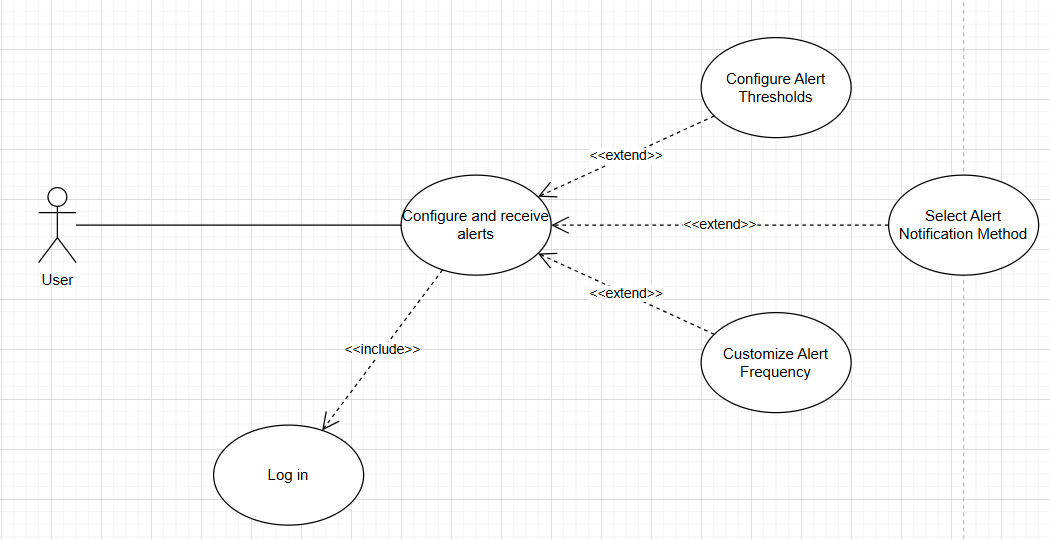 Configure Alert
Thresholds
<<extend>>
Configure and receive
alerts
<<extend>>
Select Alert
Notification Method
User
<<extend>>
Customize Alert
Frequency
<<include>>
Log in